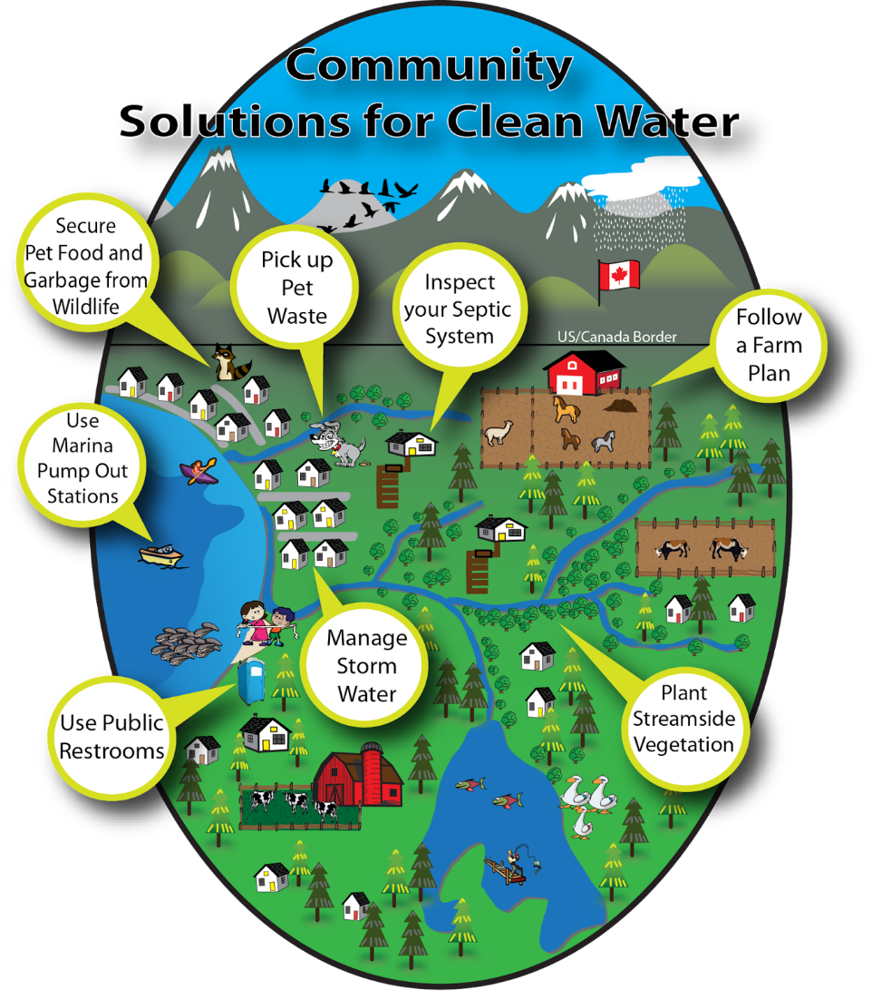 Community
Solutions for Clean Water
Secure
Pet Food and
Garbage from
Wildlife
Pick up
Pet
Waste
Inspect
your Septic
System
US/Canada Border
Follow
a Farm
Plan
Use
Marina
Pump Out
Stations
Manage
Storm
Water
Use Public
Restrooms
Plant
Streamside
Vegetation